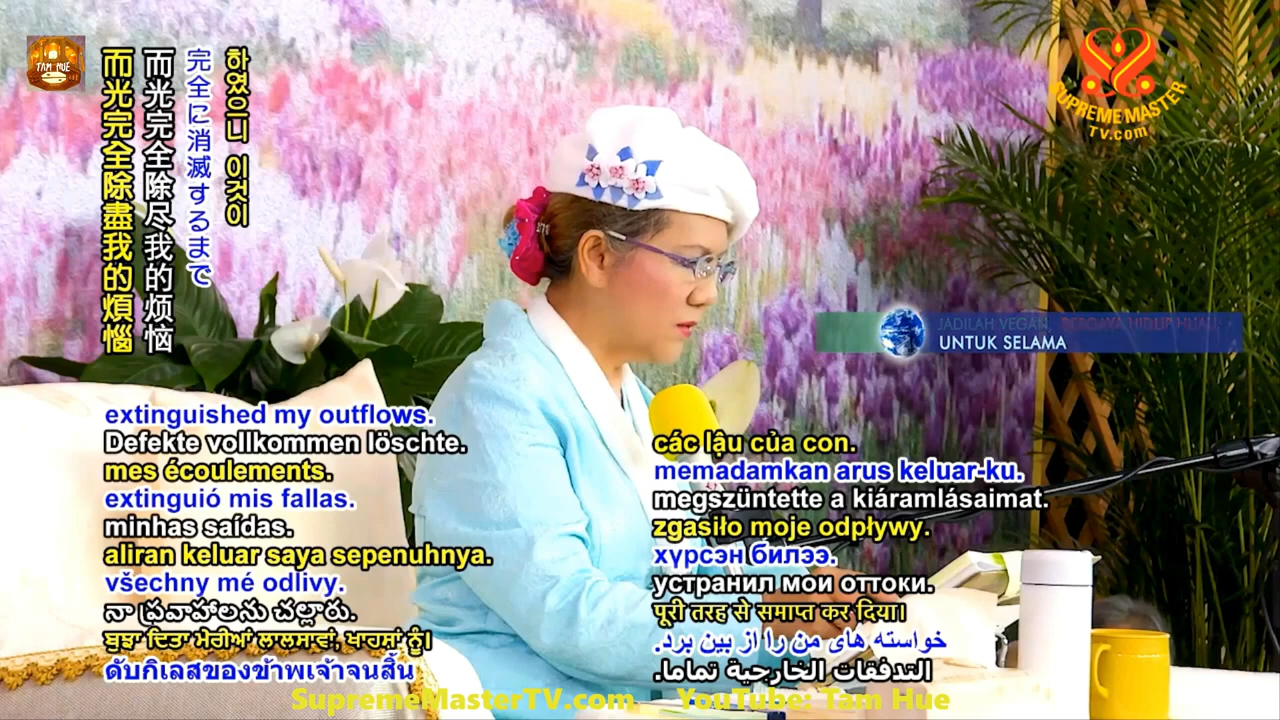 TAM HUE
SUPREME MASTER
TV.com
하였으니 이것이
完全に消滅するまで
而光完全除尽我的烦恼
而光完全除盡我的煩惱
JADILAH VEGAN,
UNTUK SELAMA
extinguished my outflows.
Defekte vollkommen löschte.
mes écoulements.
extinguió mis fallas.
minhas saídas.
aliran keluar saya sepenuhnya.
všechny mé odlivy.
నా ప్రవాహాలను చల్లారు.
ਬੁਝਾ ਦਿਤਾ ਮੇਰੀਆਂ ਲਾਲਸਾਵਾਂ, ਖਾਹਸ਼ਾਂ ਨੂੰ।
ดับกิเลสของข้าพเจ้าจนสิ้น
các lậu của con.
memadamkan arus keluar-ku.
megszüntette a kiáramlásaimat.
zgasiło moje odpływy.
хүрсэн билээ.
устранил мои оттоки.
पूरी तरह से समाप्त कर दिया।
خواسته های من را از بین برد.
التدفقات الخارجية تماما.
SupremeMasterTV.com YouTube: Tam Hue